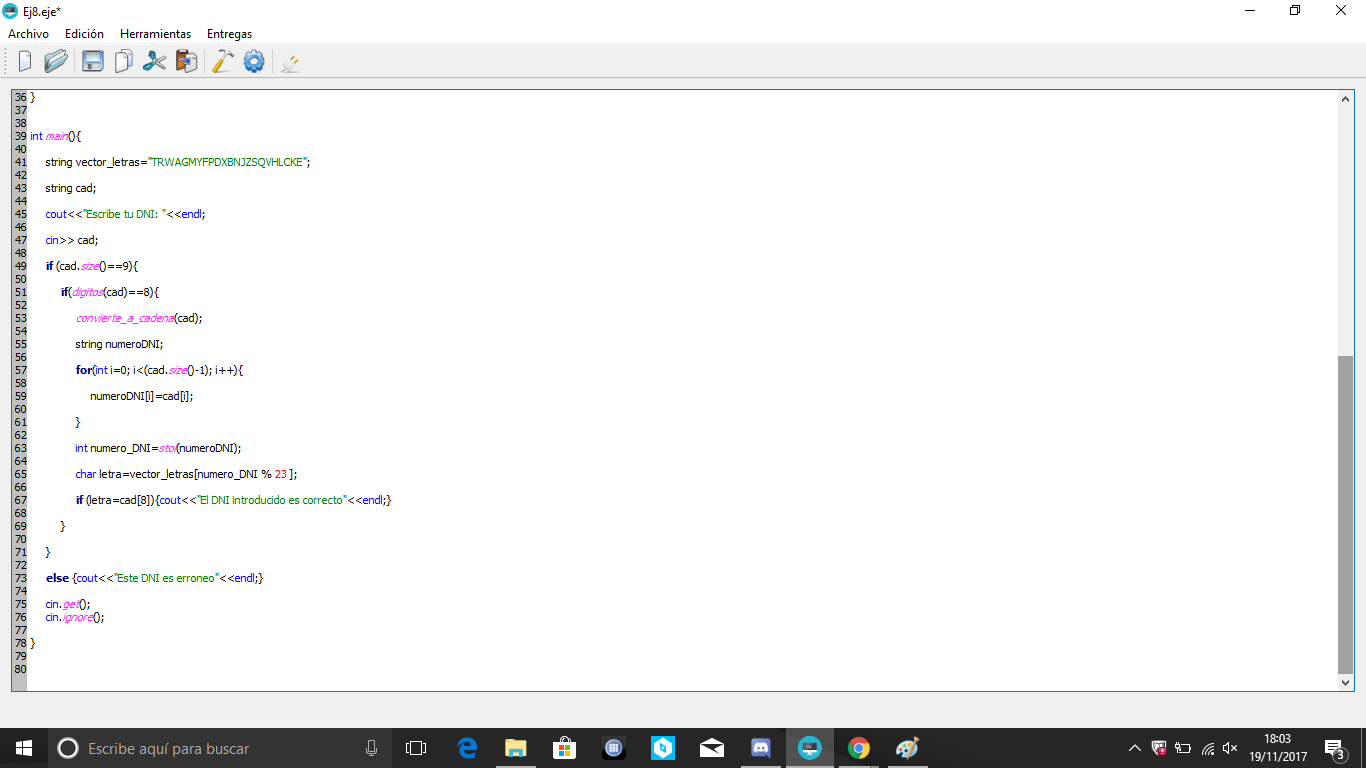 Ej8.eje*
Archivo Edición Herramientas Entregas
36 }
37
38
39 int main(){
40
41 string vector_letras="TRWAGMYFPDXBNJZSQVHLCKE";
42
43 string cad;
44
45 cout<<"Escribe tu DNI: "<<endl;
46
47 cin>> cad;
48
49 if (cad.size()==9){
50
51 if(digitos(cad)==8){
52
53 convierte_a_cadena(cad);
54
55 string numeroDNI;
56
57 for(int i=0; i<(cad.size()-1); i++){
58
59 numeroDNI[i]=cad[i];
60
61 }
62
63 int numero_DNI=stoi(numeroDNI);
64
65 char letra=vector_letras[numero_DNI % 23 ];
66
67 if (letra=cad[8]){cout<<"El DNI introducido es correcto"<<endl;}
68
69 }
70
71 }
72
73 else {cout<<"Este DNI es erroneo"<<endl;}
74
75 cin.get();
76 cin.ignore();
77
78 }
79
80
Escribe aquí para buscar
18:03
19/11/2017
3